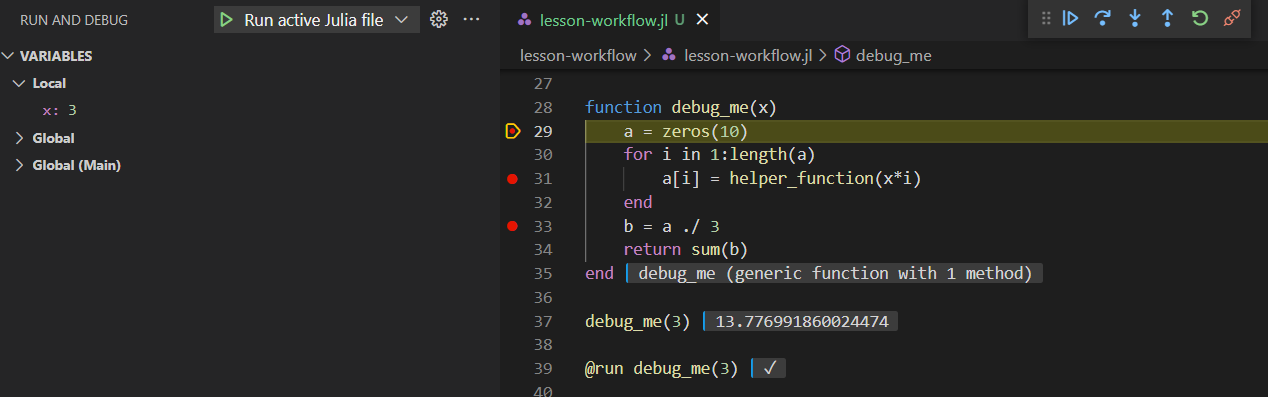 RUN AND DEBUG
Run active Julia file
VARIABLES
Local
x: 3
Global
Global (Main)
lesson-workflow.jl U
lesson-workflow > lesson-workflow.jl > debug_me
27
28 function debug_me(x)
29     a = zeros(10)
30     for i in 1:length(a)
31         a[i] = helper_function(x*i)
32     end
33     b = a ./ 3
34     return sum(b)
35 end debug_me (generic function with 1 method)
36
37 debug_me(3) 13.776991860024474
38
39 @run debug_me(3) ✓
40